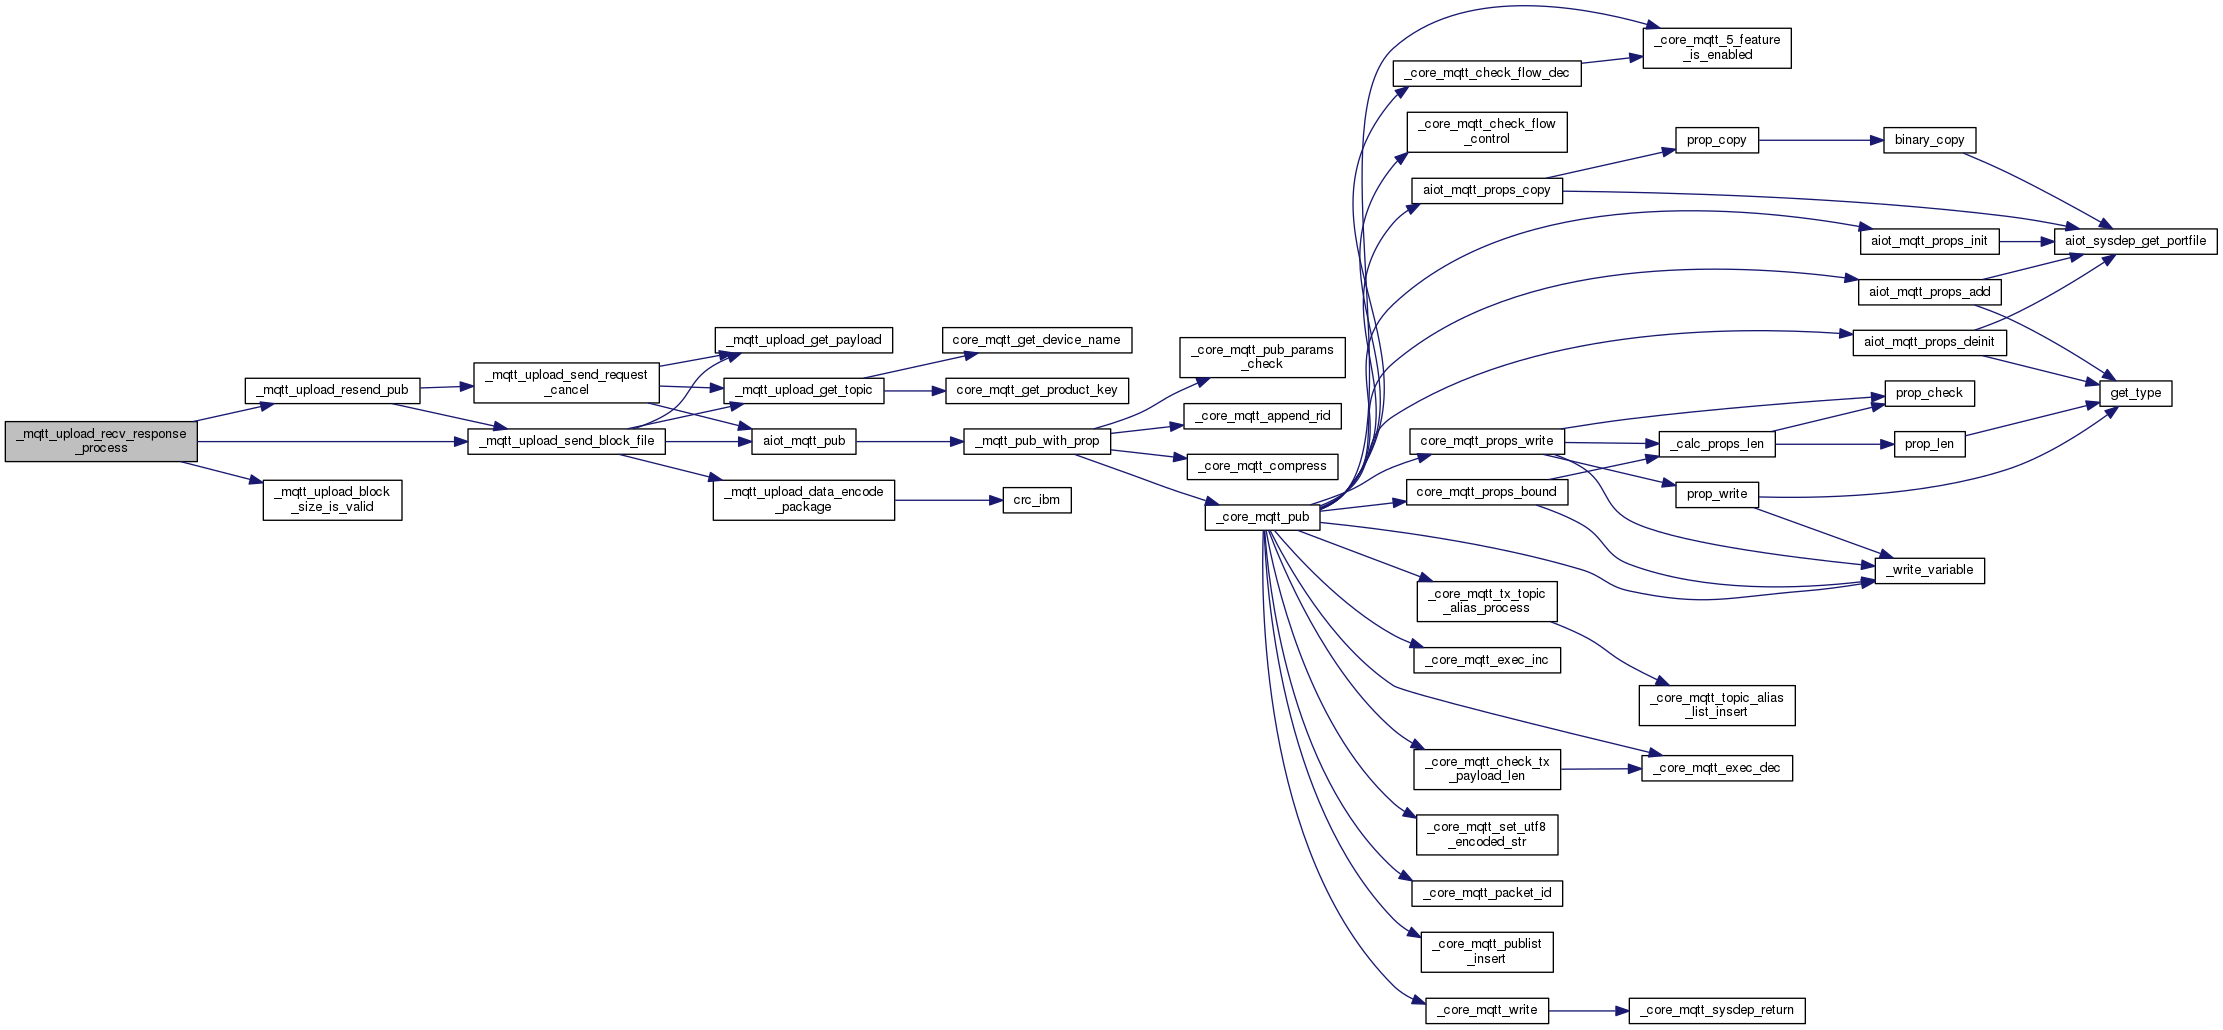 _mqtt_upload_recv_response
_process
_mqtt_upload_resend_pub
_mqtt_upload_block
_size_is_valid
_mqtt_upload_send_request
_cancel
_mqtt_upload_send_block_file
_mqtt_upload_get_payload
_mqtt_upload_get_topic
aiot_mqtt_pub
_mqtt_upload_data_encode
_package
core_mqtt_get_device_name
core_mqtt_get_product_key
_mqtt_pub_with_prop
crc_ibm
_core_mqtt_pub_params
_check
_core_mqtt_append_rid
_core_mqtt_compress
_core_mqtt_pub
_core_mqtt_check_flow_dec
_core_mqtt_check_flow
_control
aiot_mqtt_props_copy
core_mqtt_props_write
core_mqtt_props_bound
_core_mqtt_tx_topic
_alias_process
_core_mqtt_exec_inc
_core_mqtt_check_tx
_payload_len
_core_mqtt_set_utf8
_encoded_str
_core_mqtt_packet_id
_core_mqtt_publist
_insert
_core_mqtt_write
_core_mqtt_5_feature
_is_enabled
prop_copy
_calc_props_len
prop_write
_core_mqtt_topic_alias
_list_insert
_core_mqtt_exec_dec
_core_mqtt_sysdep_return
binary_copy
aiot_mqtt_props_init
aiot_mqtt_props_add
aiot_mqtt_props_deinit
prop_check
prop_len
_write_variable
aiot_sysdep_get_portfile
get_type